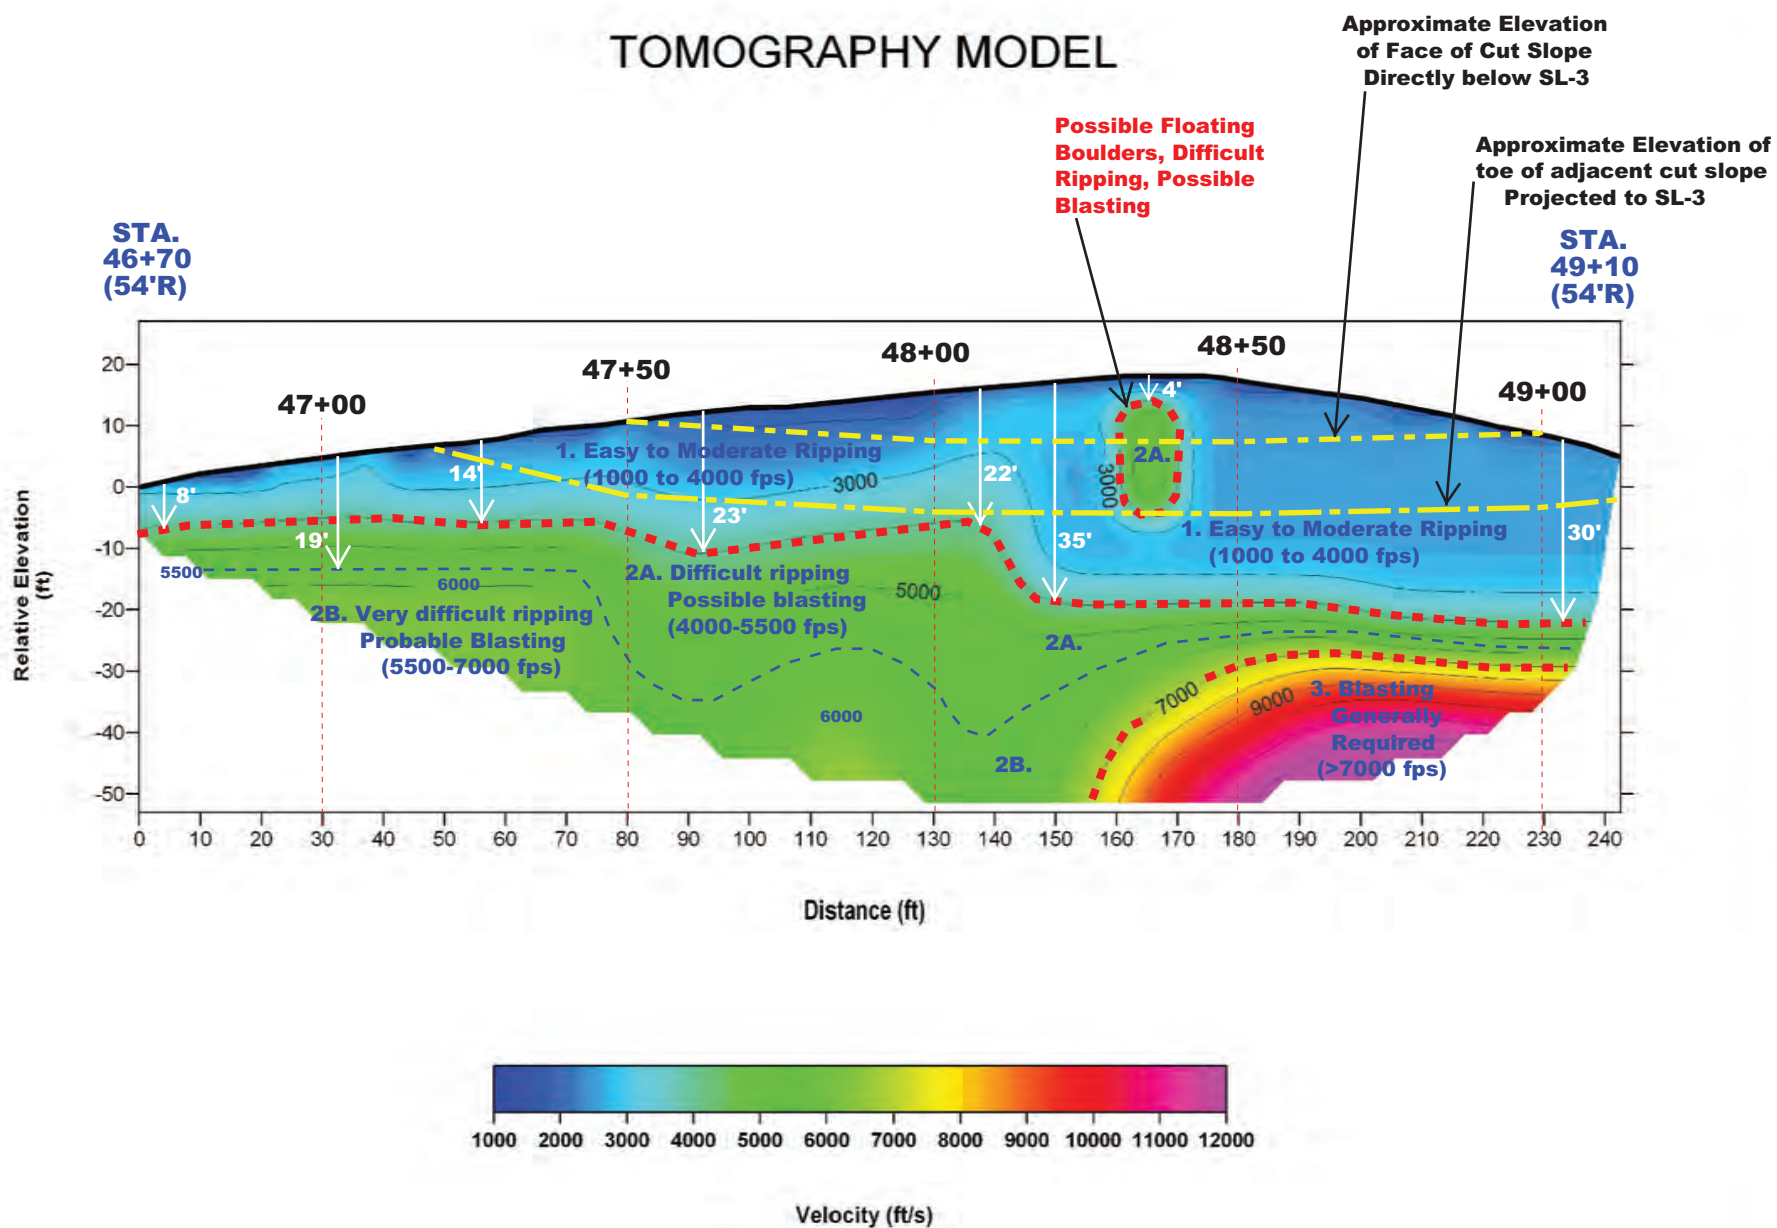 TOMOGRAPHY MODEL
Approximate Elevation
of Face of Cut Slope
Directly below SL-3
Possible Floating
Boulders, Difficult
Ripping, Possible
Blasting
Approximate Elevation of
toe of adjacent cut slope
Projected to SL-3
STA.
46+70
(54'R)
STA.
49+10
(54'R)
47+00
47+50
48+00
48+50
49+00
20
10
0
-10
-20
-30
-40
-50
Relative Elevation
(ft)
8'
19'
14'
23'
22'
35'
4'
30'
1. Easy to Moderate Ripping
(1000 to 4000 fps)
3000
3000
2A.
1. Easy to Moderate Ripping
(1000 to 4000 fps)
5500
6000
2A. Difficult ripping
Possible blasting
(4000-5500 fps)
5000
2B. Very difficult ripping
Probable Blasting
(5500-7000 fps)
2A.
6000
2B.
7000
9000
3. Blasting
Generally
Required
(>7000 fps)
0 10 20 30 40 50 60 70 80 90 100 110 120 130 140 150 160 170 180 190 200 210 220 230 240
Distance (ft)
1000 2000 3000 4000 5000 6000 7000 8000 9000 10000 11000 12000
Velocity (ft/s)